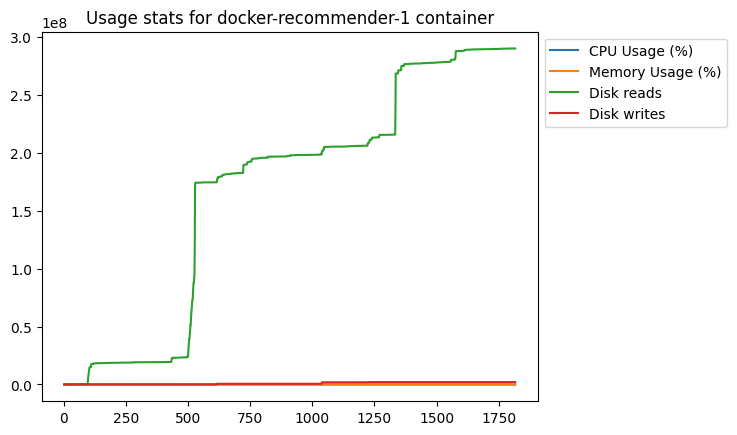 Usage stats for docker-recommender-1 container
1e8
3.0
2.5
2.0
1.5
1.0
0.5
0.0
0 250 500 750 1000 1250 1500 1750
CPU Usage (%)
Memory Usage (%)
Disk reads
Disk writes